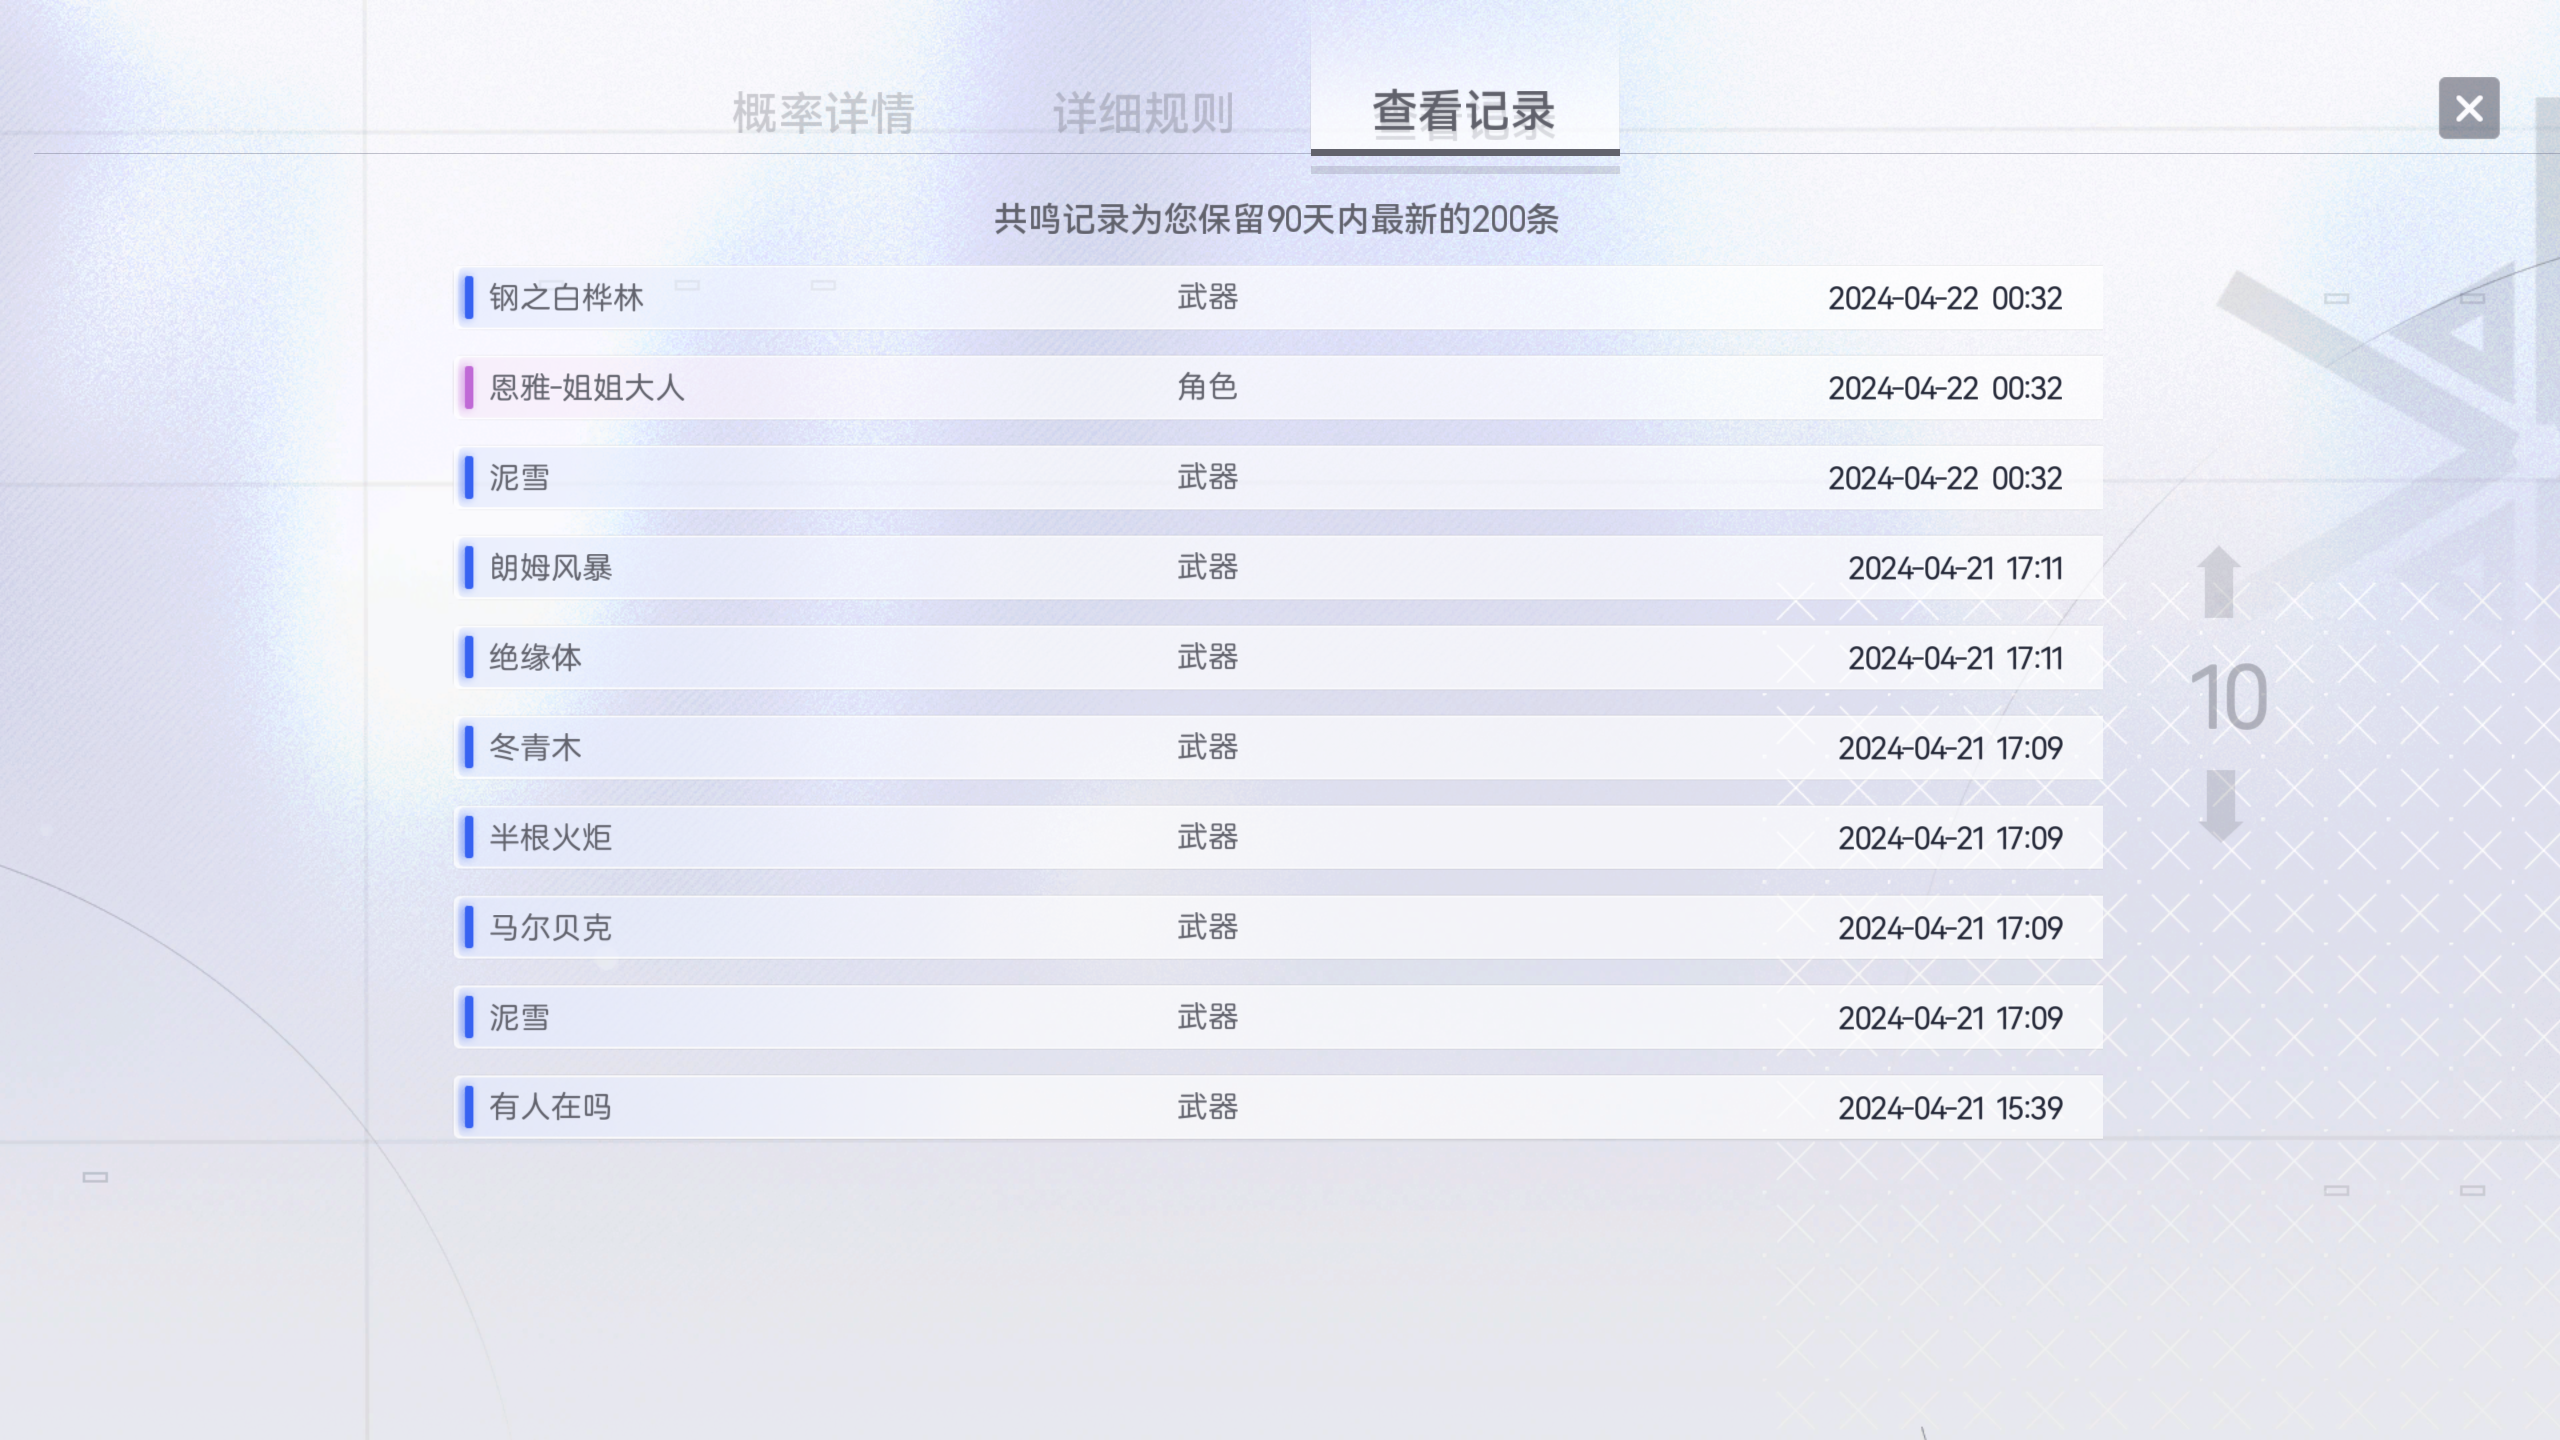 概率详情 详细规则 查看记录
共鸣记录为您保留90天内最新的200条
钢之白桦林 武器 2024-04-22 00:32
恩雅-姐姐大人 角色 2024-04-22 00:32
泥雪 武器 2024-04-22 00:32
朗姆风暴 武器 2024-04-21 17:11
绝缘体 武器 2024-04-21 17:11
冬青木 武器 2024-04-21 17:09
半根火炬 武器 2024-04-21 17:09
马尔贝克 武器 2024-04-21 17:09
泥雪 武器 2024-04-21 17:09
有人在吗 武器 2024-04-21 15:39
10